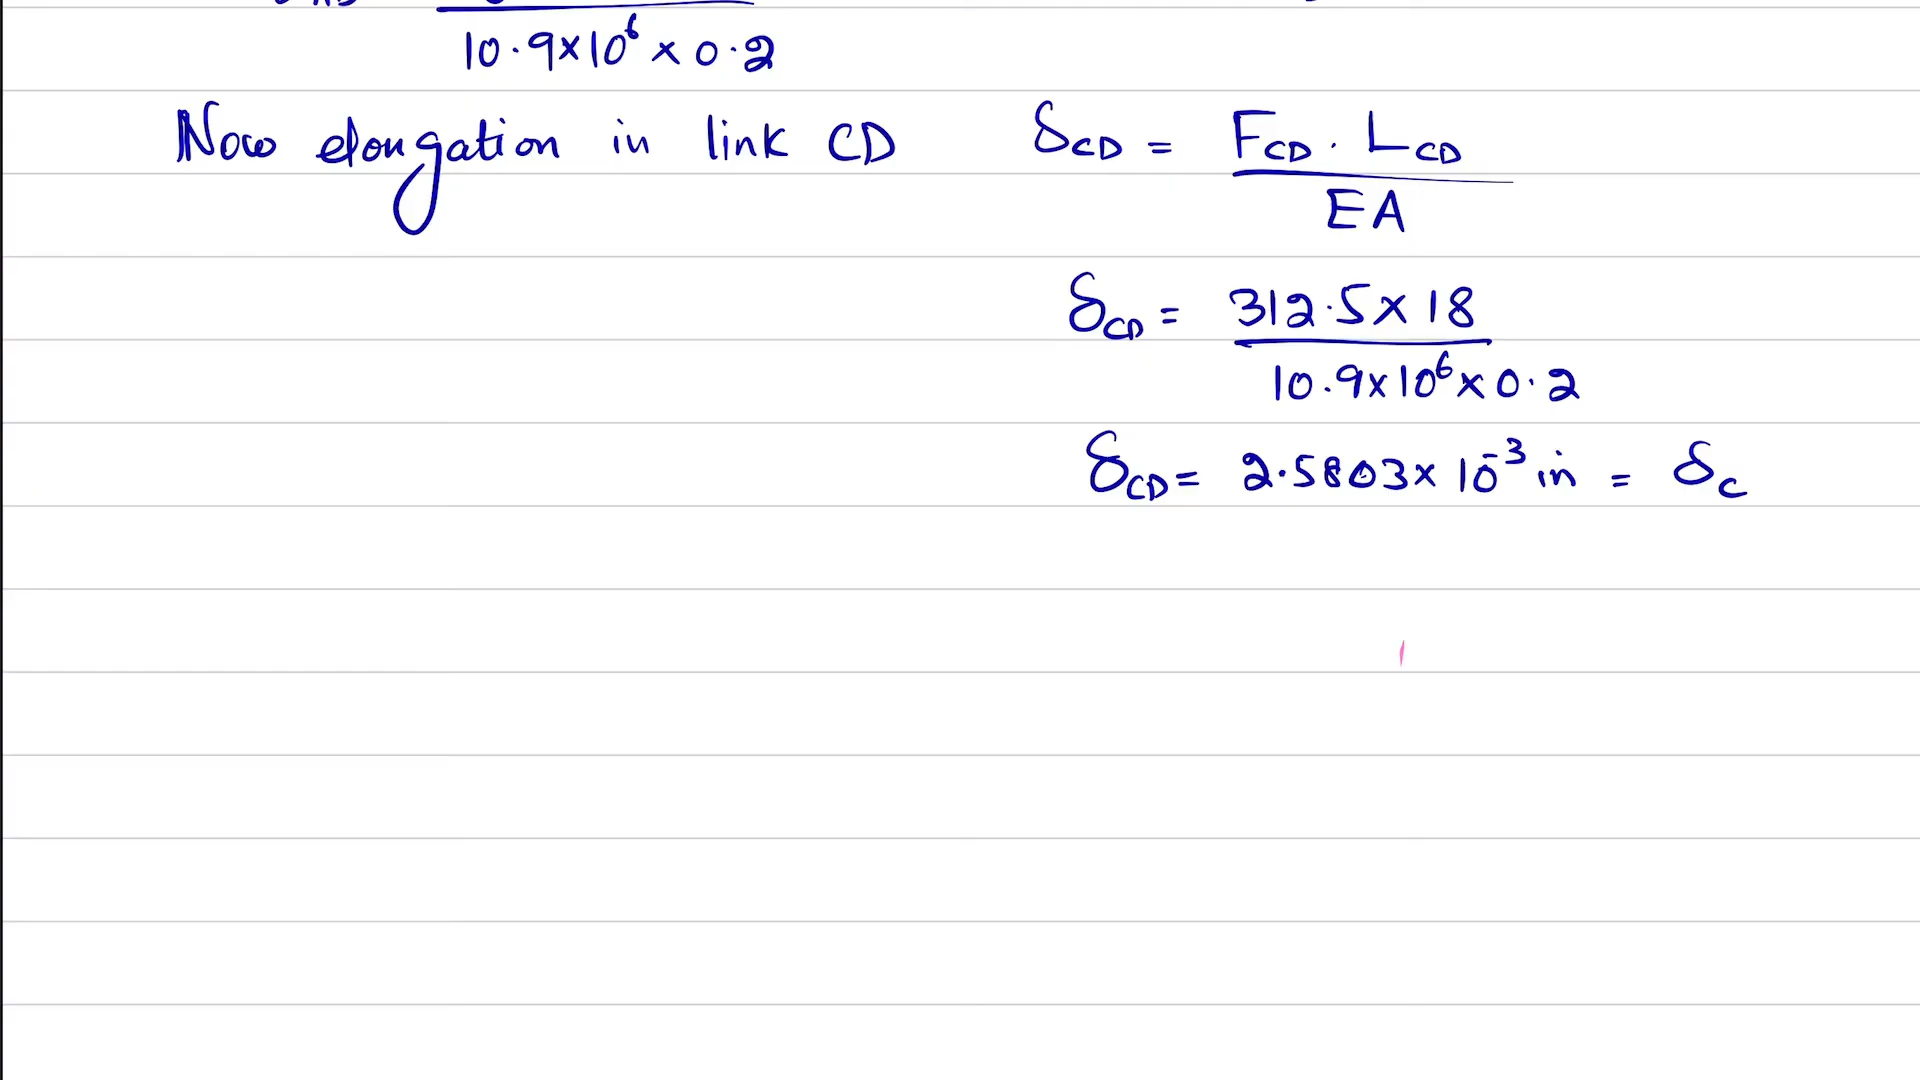 10.9×10⁶ × 0.2
Now elongation in link CD δCD = FCD . LCD
EA
δCD = 312.5 × 18
10.9×10⁶×0.2
δCD = 2.5803× 10⁻³ in = δC